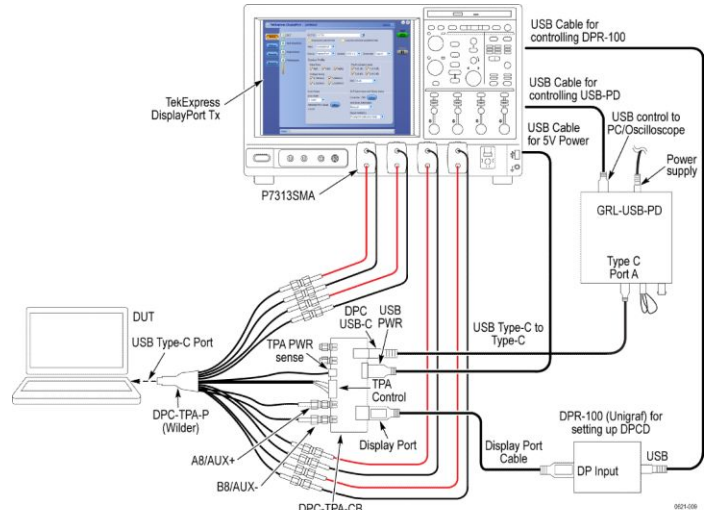 USB Cable for
controlling DPR-100
USB Cable for
controlling USB-PD
USB control to
PC/Oscilloscope
USB Cable
for 5V Power
Power
supply
TekExpress
DisplayPort Tx
P7313SMA
GRL-USB-PD
Type C
Port A
DUT
USB Type-C Port
DPC
USB-C
USB
PWR
USB Type-C to
Type-C
TPA PWR
sense
TPA
Control
DPC-TPA-P
(Wilder)
Display Port
A8/AUX+
B8/AUX-
DPC-TPA-CB
Display Port
Cable
DPR-100 (Unigraf) for
setting up DPCD
DP Input
USB